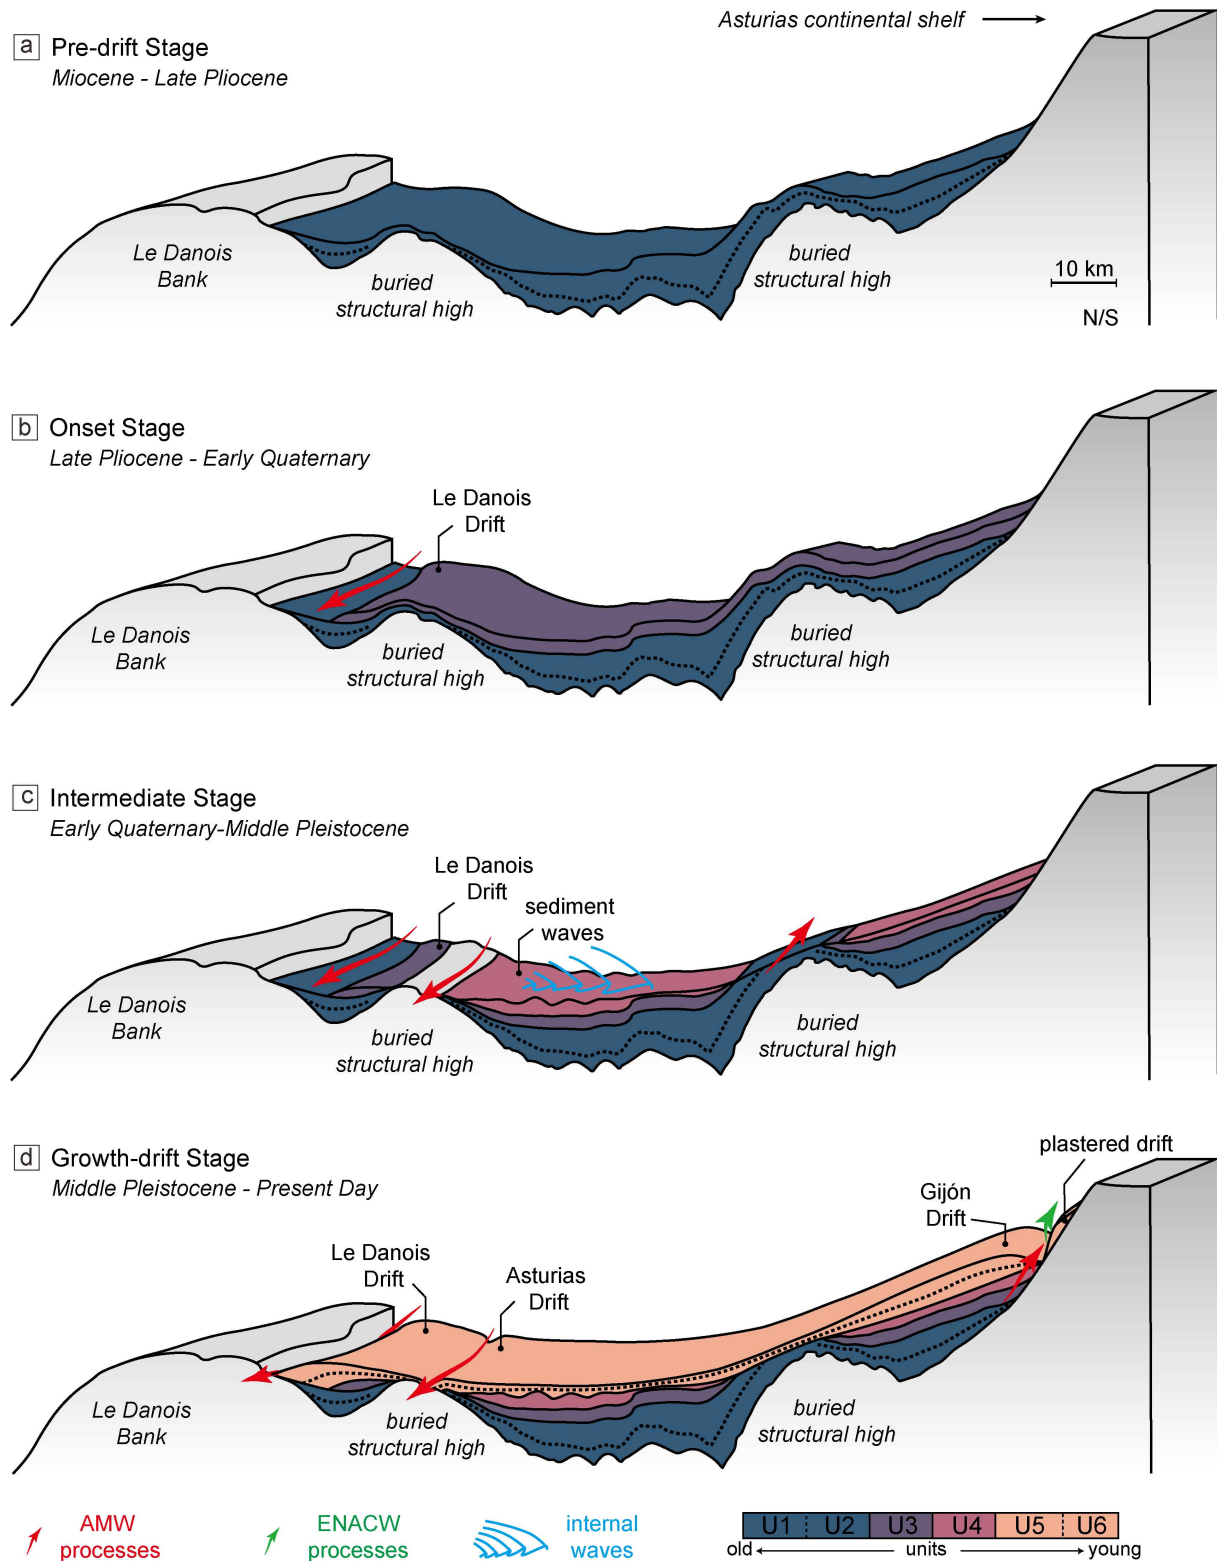 Asturias continental shelf
a Pre-drift Stage
Miocene - Late Pliocene
Le Danois
Bank
buried
structural high
buried
structural high
10 km
N/S
b Onset Stage
Late Pliocene - Early Quaternary
Le Danois
Drift
Le Danois
Bank
buried
structural high
buried
structural high
c Intermediate Stage
Early Quaternary-Middle Pleistocene
Le Danois
Drift
sediment
waves
Le Danois
Bank
buried
structural high
buried
structural high
d Growth-drift Stage
Middle Pleistocene - Present Day
plastered drift
Gijón
Drift
Le Danois
Drift
Asturias
Drift
Le Danois
Bank
buried
structural high
buried
structural high
AMW
processes
ENACW
processes
internal
waves
U1 U2 U3 U4 U5 U6
old units young